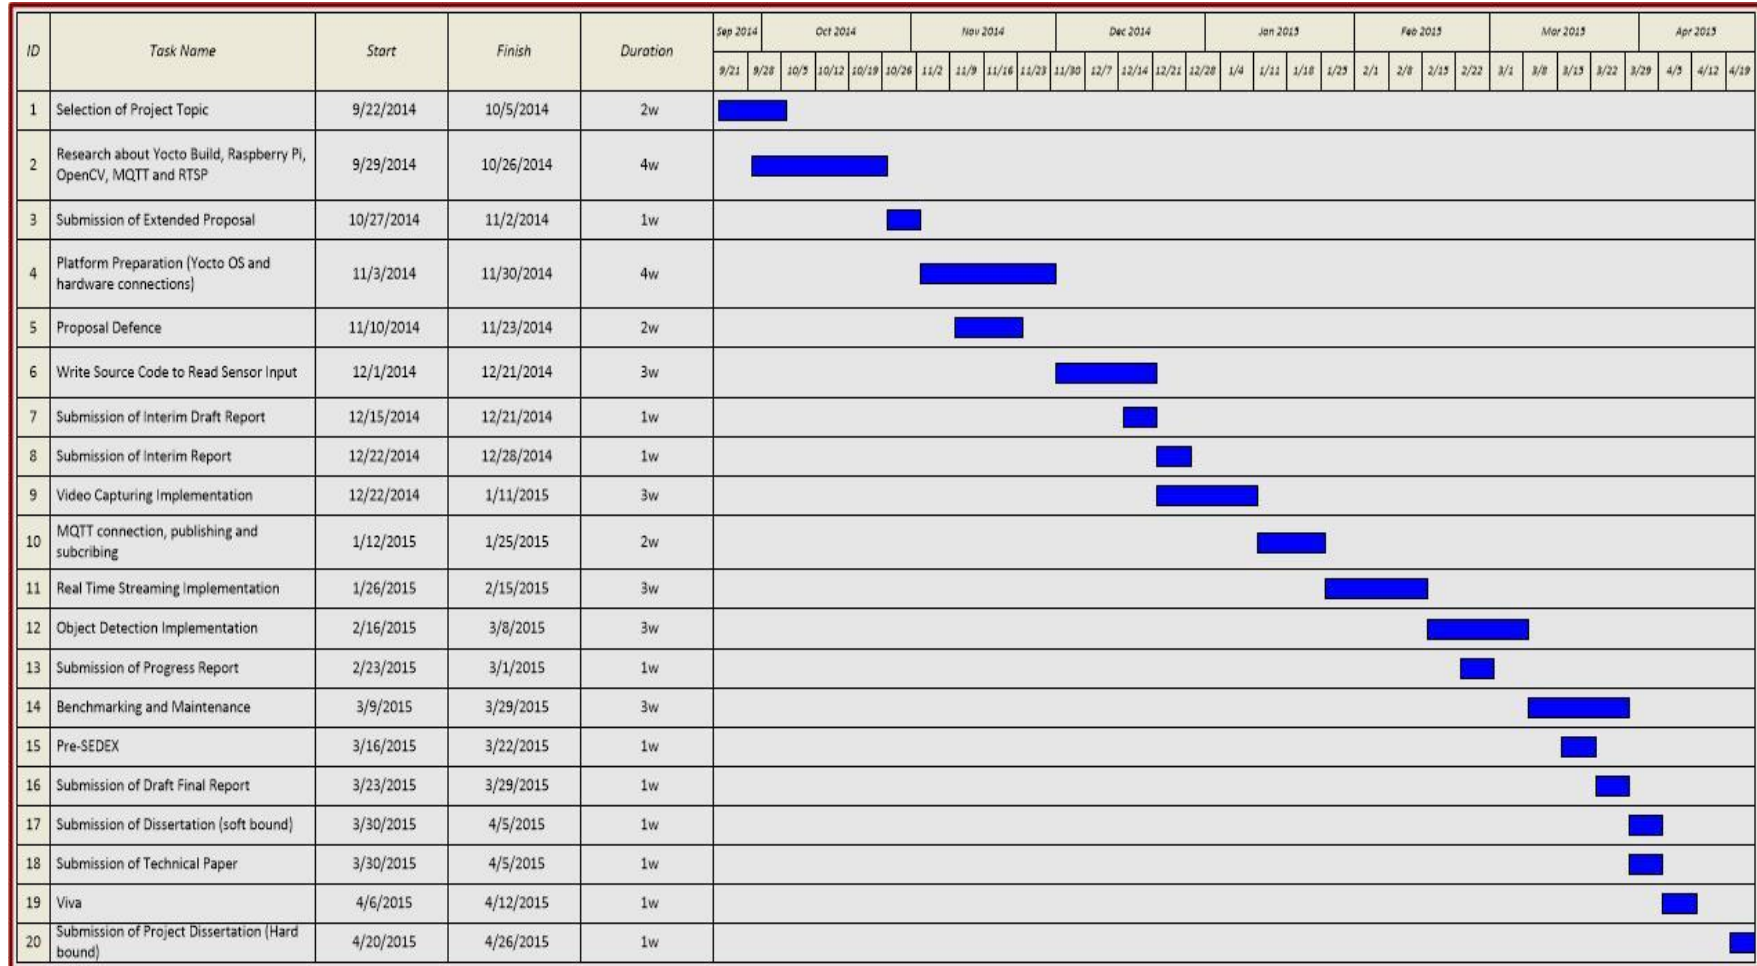 ID Task Name Start Finish Duration Sep 2014 Oct 2014 Nov 2014 Dec 2014 Jan 2015 Feb 2015 Mar 2015 Apr 2015
9/21 9/28 10/5 10/12 10/19 10/26 11/2 11/9 11/16 11/23 11/30 12/7 12/14 12/21 12/28 1/4 1/11 1/18 1/25 2/1 2/8 2/15 2/22 3/1 3/8 3/15 3/22 3/29 4/5 4/12 4/19
1 Selection of Project Topic 9/22/2014 10/5/2014 2w
2 Research about Yocto Build, Raspberry Pi, OpenCV, MQTT and RTSP 9/29/2014 10/26/2014 4w
3 Submission of Extended Proposal 10/27/2014 11/2/2014 1w
4 Platform Preparation (Yocto OS and hardware connections) 11/3/2014 11/30/2014 4w
5 Proposal Defence 11/10/2014 11/23/2014 2w
6 Write Source Code to Read Sensor Input 12/1/2014 12/21/2014 3w
7 Submission of Interim Draft Report 12/15/2014 12/21/2014 1w
8 Submission of Interim Report 12/22/2014 12/28/2014 1w
9 Video Capturing Implementation 12/22/2014 1/11/2015 3w
10 MQTT connection, publishing and subcribing 1/12/2015 1/25/2015 2w
11 Real Time Streaming Implementation 1/26/2015 2/15/2015 3w
12 Object Detection Implementation 2/16/2015 3/8/2015 3w
13 Submission of Progress Report 2/23/2015 3/1/2015 1w
14 Benchmarking and Maintenance 3/9/2015 3/29/2015 3w
15 Pre-SEDEX 3/16/2015 3/22/2015 1w
16 Submission of Draft Final Report 3/23/2015 3/29/2015 1w
17 Submission of Dissertation (soft bound) 3/30/2015 4/5/2015 1w
18 Submission of Technical Paper 3/30/2015 4/5/2015 1w
19 Viva 4/6/2015 4/12/2015 1w
20 Submission of Project Dissertation (Hard bound) 4/20/2015 4/26/2015 1w